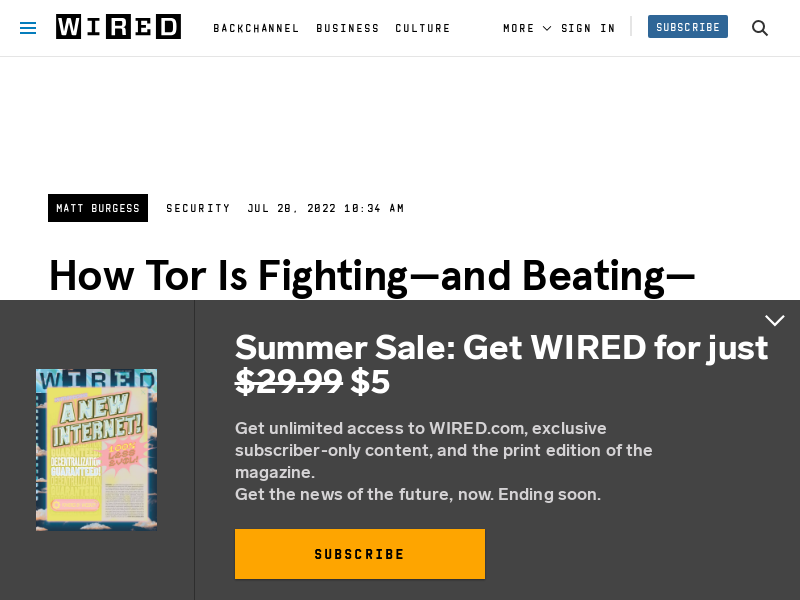 WIRED
BACKCHANNEL BUSINESS CULTURE MORE SIGN IN SUBSCRIBE
MATT BURGESS SECURITY JUL 28, 2022 10:34 AM
How Tor Is Fighting—and Beating—
Summer Sale: Get WIRED for just
$29.99 $5
WIRED
A NEW
INTERNET!
Get unlimited access to WIRED.com, exclusive
subscriber-only content, and the print edition of the
magazine.
Get the news of the future, now. Ending soon.
SUBSCRIBE